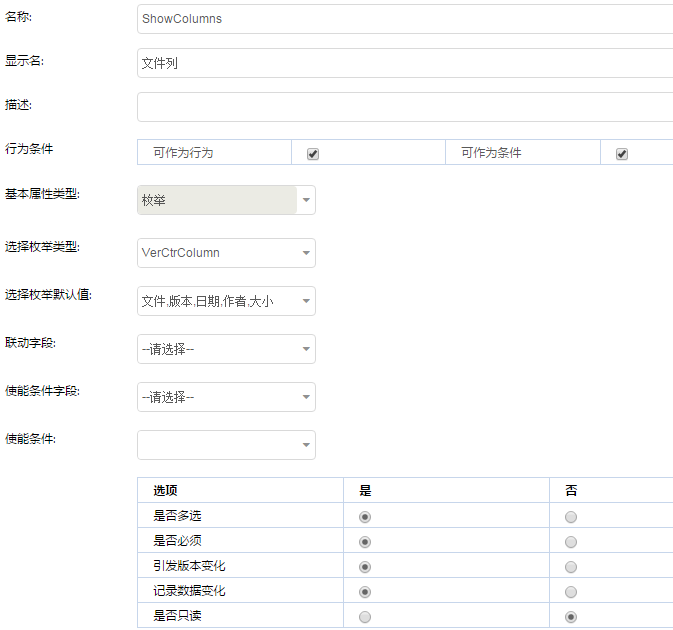 名称: ShowColumns
显示名: 文件列
描述:
行为条件 可作为行为 可作为条件
基本属性类型: 枚举
选择枚举类型: VerCtrColumn
选择枚举默认值: 文件,版本,日期,作者,大小
联动字段: --请选择--
使能条件字段: --请选择--
使能条件:
选项 是 否
是否多选
是否必须
引发版本变化
记录数据变化
是否只读